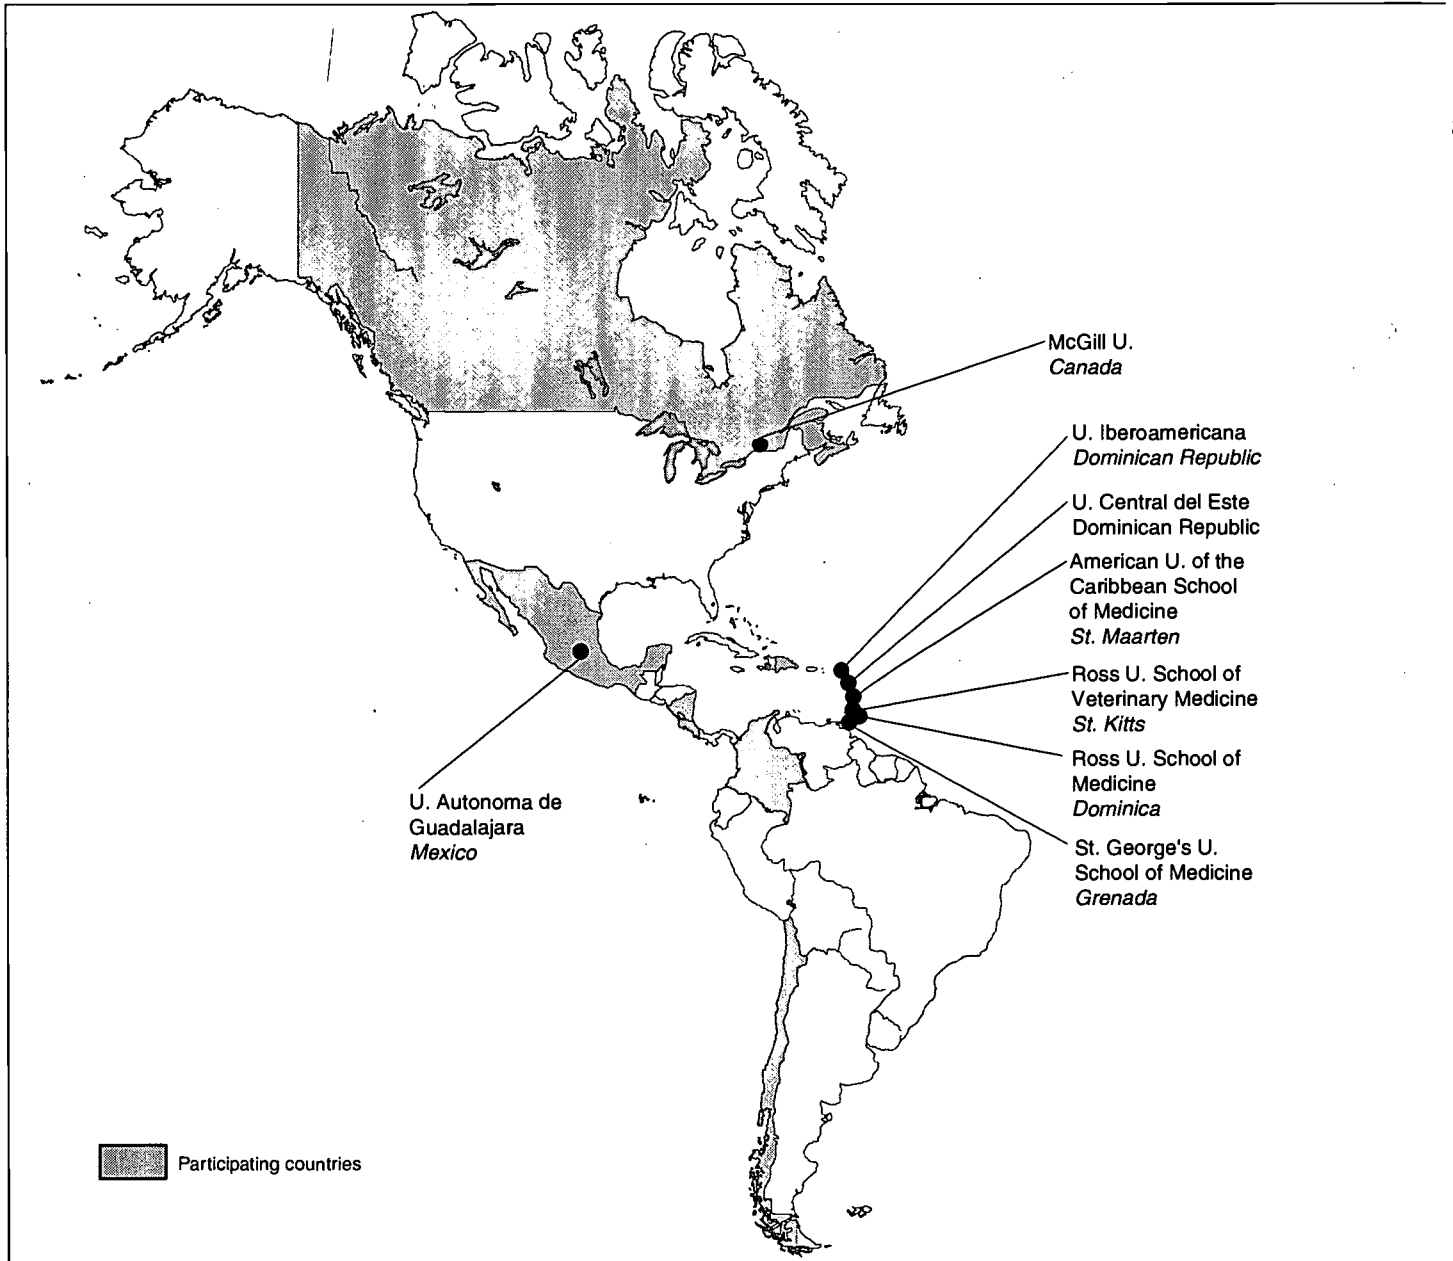 McGill U.
Canada
U. Iberoamericana
Dominican Republic
U. Central del Este
Dominican Republic
American U. of the
Caribbean School
of Medicine
St. Maarten
Ross U. School of
Veterinary Medicine
St. Kitts
Ross U. School of
Medicine
Dominica
St. George's U.
School of Medicine
Grenada
U. Autonoma de
Guadalajara
Mexico
Participating countries